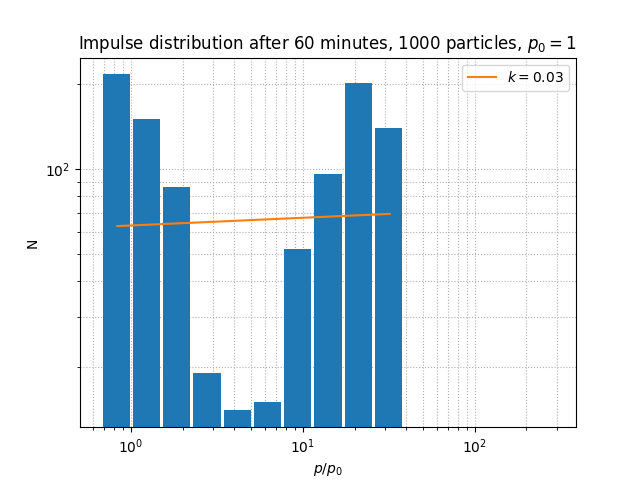 Impulse distribution after 60 minutes, 1000 particles, $p_0 = 1$
$k = 0.03$
$10^2$
N
$10^0$ $10^1$ $10^2$
$p/p_0$